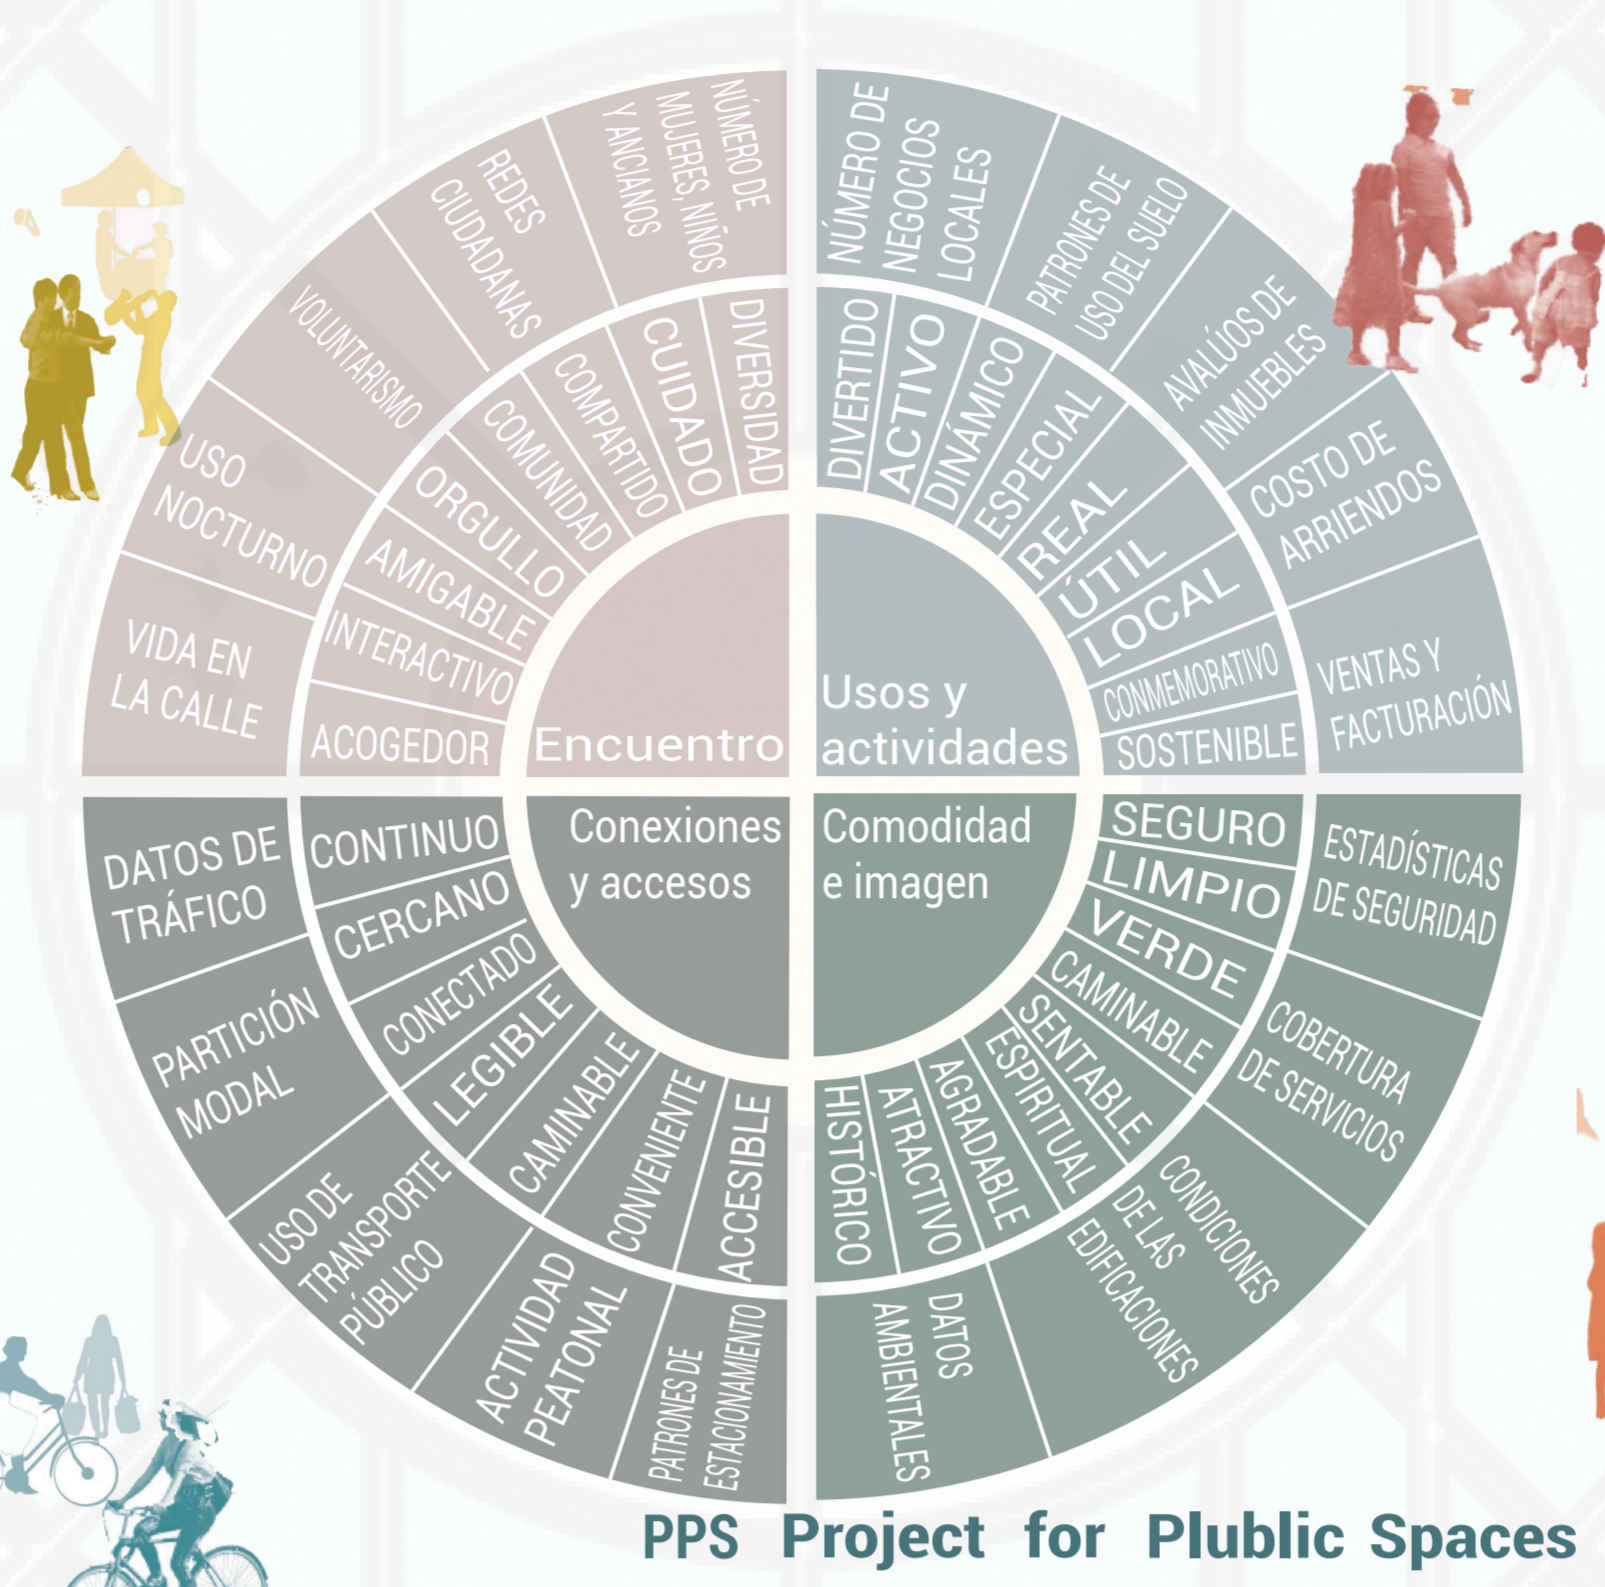 NÚMERO DE
MUJERES, NIÑOS
Y ANCIANOS
REDES
CIUDADANAS
VOLUNTARISMO
USO
NOCTURNO
VIDA EN
LA CALLE
DIVERSIDAD
CUIDADO
COMPARTIDO
COMUNIDAD
ORGULLO
AMIGABLE
INTERACTIVO
ACOGEDOR
Encuentro
NÚMERO DE
NEGOCIOS
LOCALES
PATRONES DE
USO DEL SUELO
AVALÚOS DE
INMUEBLES
COSTO DE
ARRIENDOS
VENTAS Y
FACTURACIÓN
DIVERTIDO
ACTIVO
DINÁMICO
ESPECIAL
REAL
ÚTIL
LOCAL
CONMEMORATIVO
SOSTENIBLE
Usos y
actividades
Conexiones
y accesos
CONTINUO
CERCANO
CONECTADO
LEGIBLE
CAMINABLE
CONVENIENTE
ACCESIBLE
DATOS DE
TRÁFICO
PARTICIÓN
MODAL
USO DE
TRANSPORTE
PÚBLICO
ACTIVIDAD
PEATONAL
PATRONES DE
ESTACIONAMIENTO
Comodidad
e imagen
SEGURO
LIMPIO
VERDE
CAMINABLE
SENTABLE
ESPIRITUAL
AGRADABLE
ATRACTIVO
HISTÓRICO
ESTADÍSTICAS
DE SEGURIDAD
COBERTURA
DE SERVICIOS
CONDICIONES
DE LAS
EDIFICACIONES
DATOS
AMBIENTALES
PPS Project for Plublic Spaces